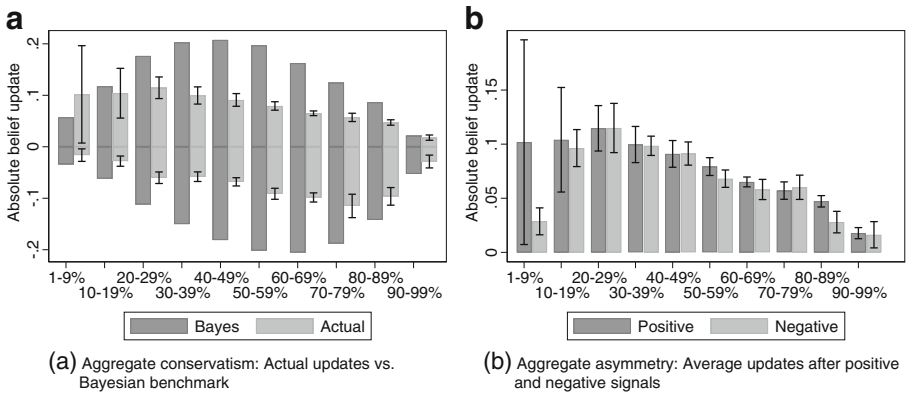 a
Absolute belief update
.2
.1
0
-.1
-.2
1-9%
20-29%
40-49%
60-69%
80-89%
10-19%
30-39%
50-59%
70-79%
90-99%
Bayes
Actual
(a) Aggregate conservatism: Actual updates vs.
Bayesian benchmark
b
Absolute belief update
.15
.1
0.05
0
1-9%
20-29%
40-49%
60-69%
80-89%
10-19%
30-39%
50-59%
70-79%
90-99%
Positive
Negative
(b) Aggregate asymmetry: Average updates after positive
and negative signals